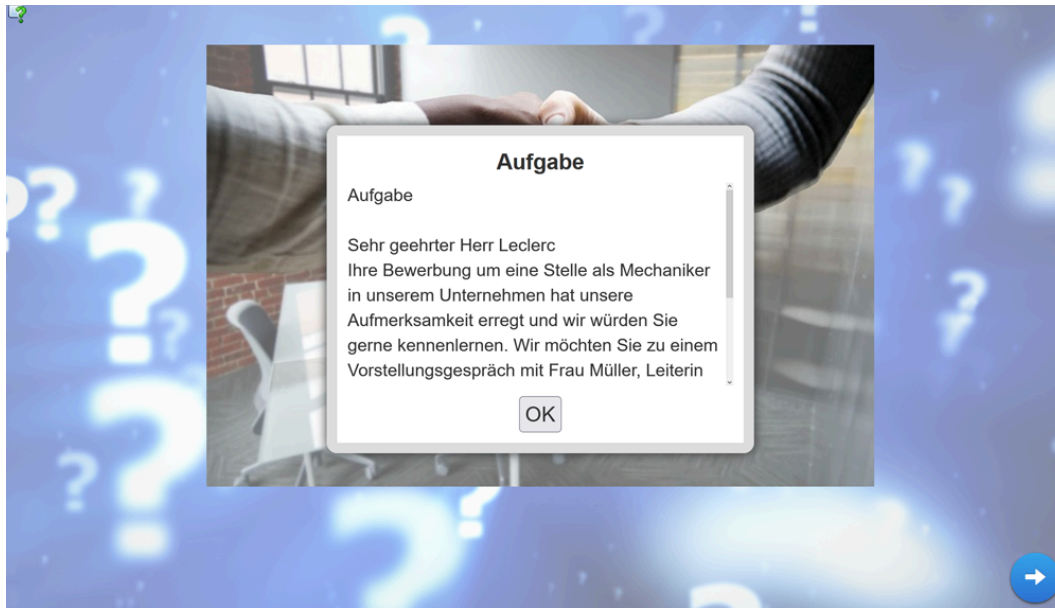 Aufgabe
Aufgabe
Sehr geehrter Herr Leclerc
Ihre Bewerbung um eine Stelle als Mechaniker
in unserem Unternehmen hat unsere
Aufmerksamkeit erregt und wir würden Sie
gerne kennenlernen. Wir möchten Sie zu einem
Vorstellungsgespräch mit Frau Müller, Leiterin
OK